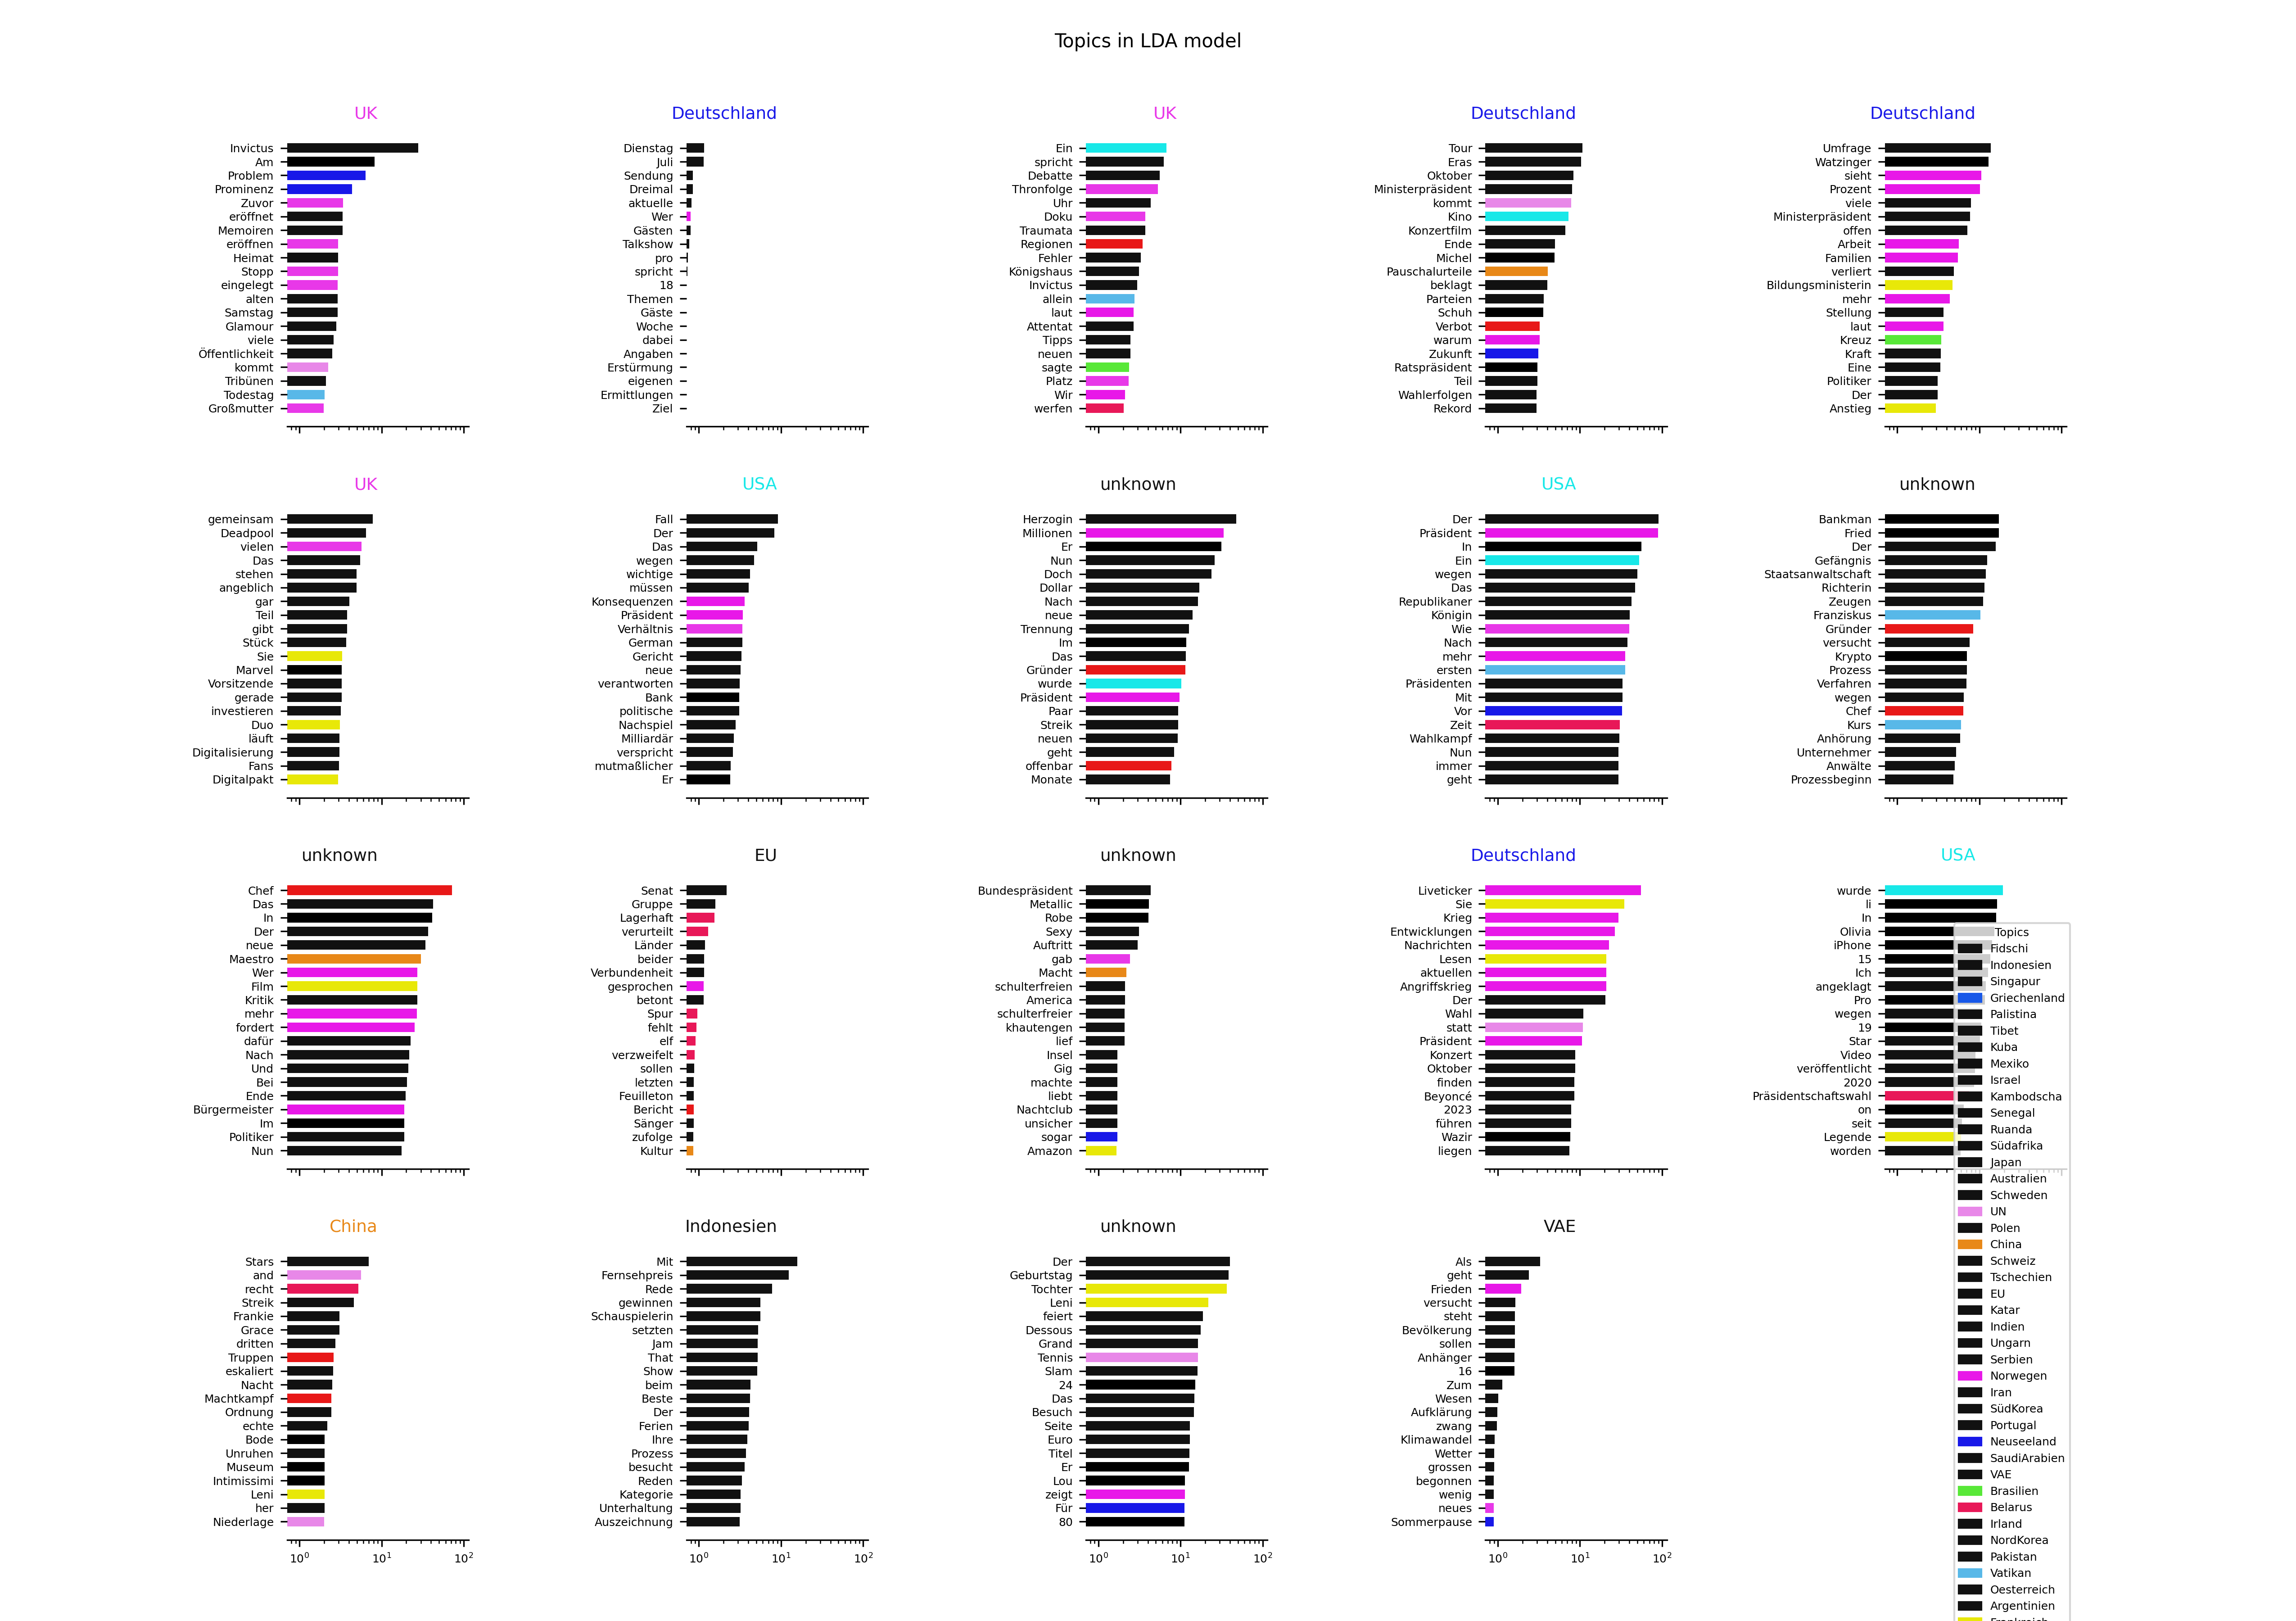 Topics in LDA model
UK
Invictus
Am
Problem
Prominenz
Zuvor
eröffnet
Memoiren
eröffnen
Heimat
Stopp
eingelegt
alten
Samstag
Glamour
viele
Öffentlichkeit
kommt
Tribünen
Todestag
Großmutter
Deutschland
Dienstag
Juli
Sendung
Dreimal
aktuelle
Wer
Gästen
Talkshow
pro
spricht
18
Themen
Gäste
Woche
dabei
Angaben
Erstürmung
eigenen
Ermittlungen
Ziel
UK
Ein
spricht
Debatte
Thronfolge
Uhr
Doku
Traumata
Regionen
Fehler
Königshaus
Invictus
allein
laut
Attentat
Tipps
neuen
sagte
Platz
Wir
werfen
Deutschland
Tour
Eras
Oktober
Ministerpräsident
kommt
Kino
Konzertfilm
Ende
Michel
Pauschalurteile
beklagt
Parteien
Schuh
Verbot
warum
Zukunft
Ratspräsident
Teil
Wahlerfolgen
Rekord
Deutschland
Umfrage
Watzinger
sieht
Prozent
viele
Ministerpräsident
offen
Arbeit
Familien
verliert
Bildungsministerin
mehr
Stellung
laut
Kreuz
Kraft
Eine
Politiker
Der
Anstieg
UK
gemeinsam
Deadpool
vielen
Das
stehen
angeblich
gar
Teil
gibt
Stück
Sie
Marvel
Vorsitzende
gerade
investieren
Duo
läuft
Digitalisierung
Fans
Digitalpakt
USA
Fall
Der
Das
wegen
wichtige
müssen
Konsequenzen
Präsident
Verhältnis
German
Gericht
neue
verantworten
Bank
politische
Nachspiel
Milliardär
verspricht
mutmaßlicher
Er
unknown
Herzogin
Millionen
Er
Nun
Doch
Dollar
Nach
neue
Trennung
Im
Das
Gründer
wurde
Präsident
Paar
Streik
neuen
geht
offenbar
Monate
USA
Der
Präsident
In
Ein
wegen
Das
Republikaner
Königin
Wie
Nach
mehr
ersten
Präsidenten
Mit
Vor
Zeit
Wahlkampf
Nun
immer
geht
unknown
Bankman
Fried
Der
Gefängnis
Staatsanwaltschaft
Richterin
Zeugen
Franziskus
Gründer
versucht
Krypto
Prozess
Verfahren
wegen
Chef
Kurs
Anhörung
Unternehmer
Anwälte
Prozessbeginn
unknown
Chef
Das
In
Der
neue
Maestro
Wer
Film
Kritik
mehr
fordert
dafür
Nach
Und
Bei
Ende
Bürgermeister
Im
Politiker
Nun
EU
Senat
Gruppe
Lagerhaft
verurteilt
Länder
beider
Verbundenheit
gesprochen
betont
Spur
fehlt
elf
verzweifelt
sollen
letzten
Feuilleton
Bericht
Sänger
zufolge
Kultur
unknown
Bundespräsident
Metallic
Robe
Sexy
Auftritt
gab
Macht
schulterfreien
America
schulterfreier
khautengen
lief
Insel
Gig
machte
liebt
Nachtclub
unsicher
sogar
Amazon
Deutschland
Liveticker
Sie
Krieg
Entwicklungen
Nachrichten
Lesen
aktuellen
Angriffskrieg
Der
Wahl
statt
Präsident
Konzert
Oktober
finden
Beyoncé
2023
führen
Wazir
liegen
USA
wurde
li
In
Olivia
iPhone
15
Ich
angeklagt
Pro
wegen
19
Star
Video
veröffentlicht
2020
Präsidentschaftswahl
on
seit
Legende
worden
China
Stars
and
recht
Streik
Frankie
Grace
dritten
Truppen
eskaliert
Nacht
Machtkampf
Ordnung
echte
Bode
Unruhen
Museum
Intimissimi
Leni
her
Niederlage
10⁰ 10¹ 10²
Indonesien
Mit
Fernsehpreis
Rede
gewinnen
Schauspielerin
setzten
Jam
That
Show
beim
Beste
Der
Ferien
Ihre
Prozess
besucht
Reden
Kategorie
Unterhaltung
Auszeichnung
10⁰ 10¹ 10²
unknown
Der
Geburtstag
Tochter
Leni
feiert
Dessous
Grand
Tennis
Slam
24
Das
Besuch
Seite
Euro
Titel
Er
Lou
zeigt
Für
80
10⁰ 10¹ 10²
VAE
Als
geht
Frieden
versucht
steht
Bevölkerung
sollen
Anhänger
16
Zum
Wesen
Aufklärung
zwang
Klimawandel
Wetter
grossen
begonnen
wenig
neues
Sommerpause
10⁰ 10¹ 10²
Topics
Fidschi
Indonesien
Singapur
Griechenland
Palistina
Tibet
Kuba
Mexiko
Israel
Kambodscha
Senegal
Ruanda
Südafrika
Japan
Australien
Schweden
UN
Polen
China
Schweiz
Tschechien
EU
Katar
Indien
Ungarn
Serbien
Norwegen
Iran
SüdKorea
Portugal
Neuseeland
SaudiArabien
VAE
Brasilien
Belarus
Irland
NordKorea
Pakistan
Vatikan
Oesterreich
Argentinien
Frankreich